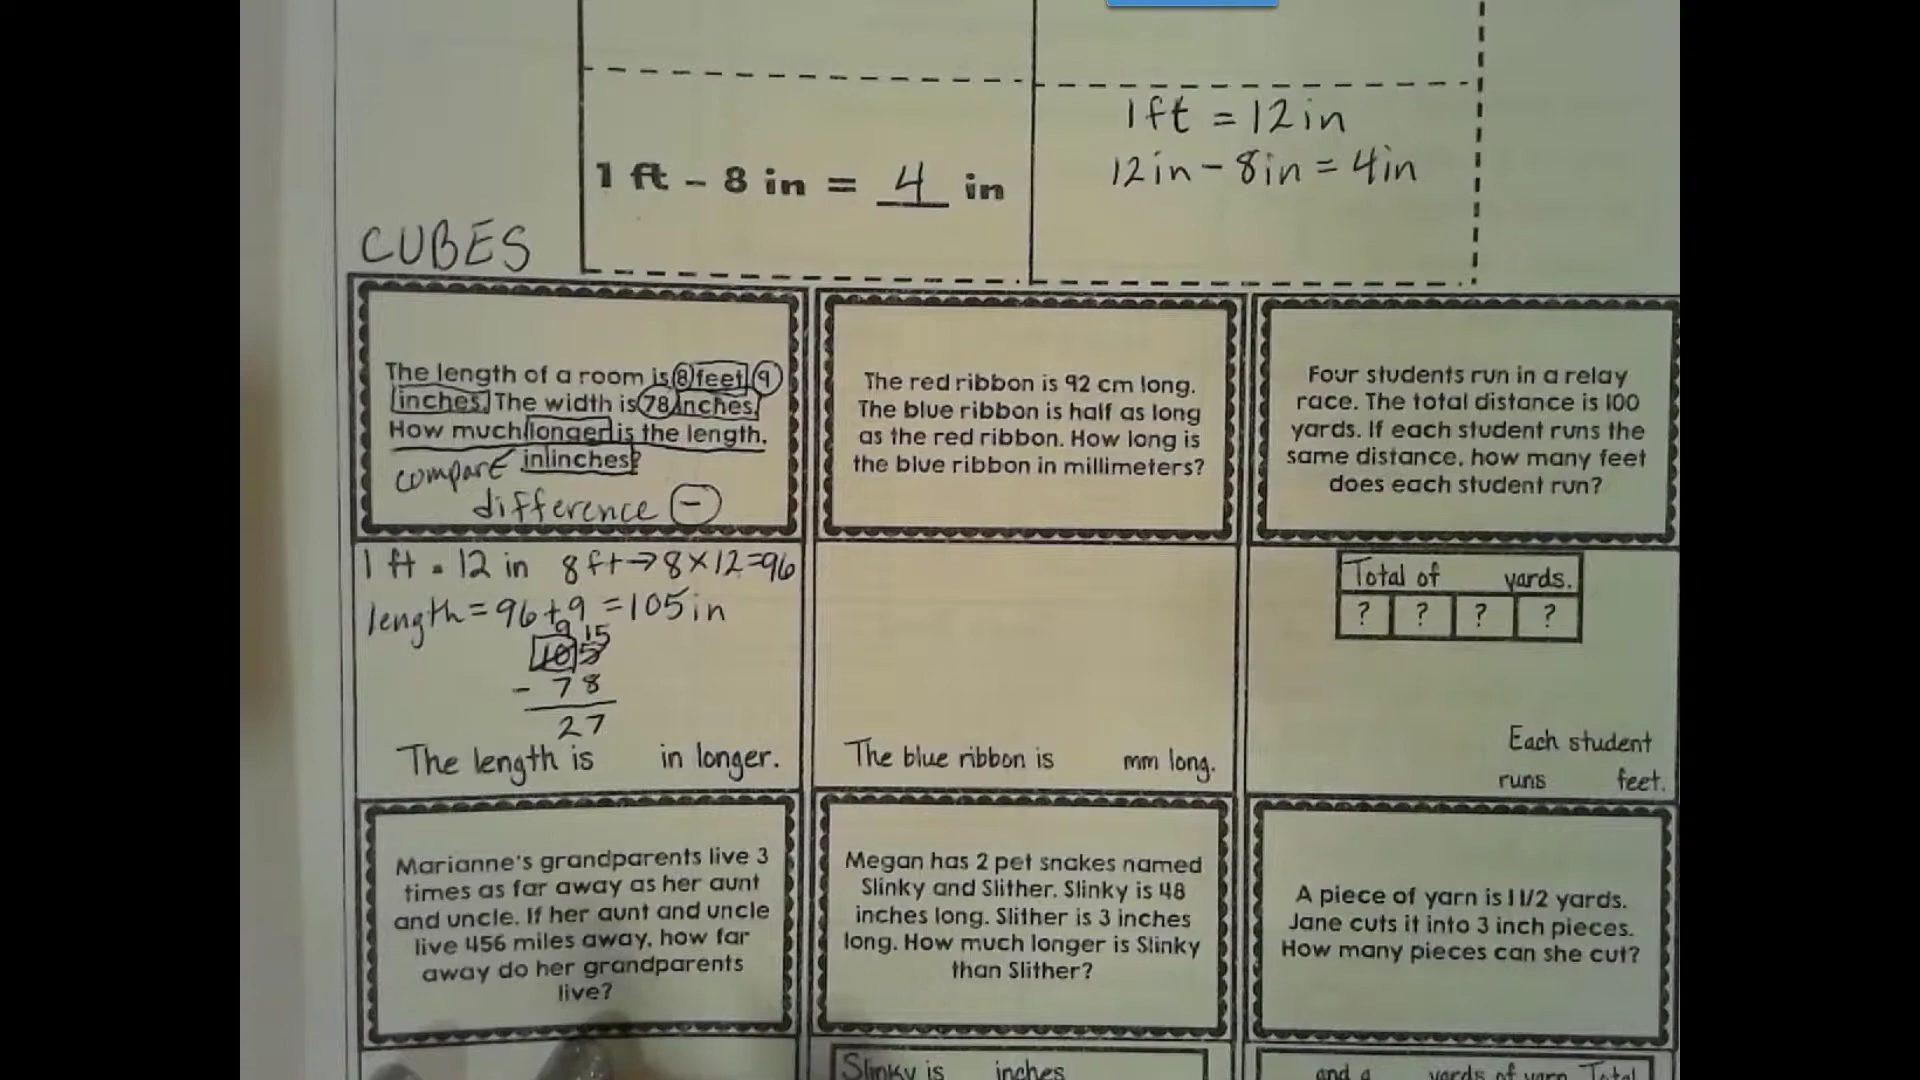 1 ft - 8 in = 4 in
1ft = 12in
12in - 8in = 4in
CUBES
The length of a room is 8 feet 9
inches. The width is 78 inches.
How much longer is the length,
in inches?
compare
difference -
1 ft = 12 in 8ft→8×12=96
length = 96+9 = 105in
9 15
105
- 78
27
The length is in longer.
The red ribbon is 92 cm long.
The blue ribbon is half as long
as the red ribbon. How long is
the blue ribbon in millimeters?
The blue ribbon is mm long.
Four students run in a relay
race. The total distance is 100
yards. If each student runs the
same distance, how many feet
does each student run?
Total of yards.
? ? ? ?
Each student
runs feet.
Marianne's grandparents live 3
times as far away as her aunt
and uncle. If her aunt and uncle
live 456 miles away, how far
away do her grandparents
live?
Megan has 2 pet snakes named
Slinky and Slither. Slinky is 48
inches long. Slither is 3 inches
long. How much longer is Slinky
than Slither?
Slinky is inches
A piece of yarn is 1 1/2 yards.
Jane cuts it into 3 inch pieces.
How many pieces can she cut?
and a yards of yarn Total